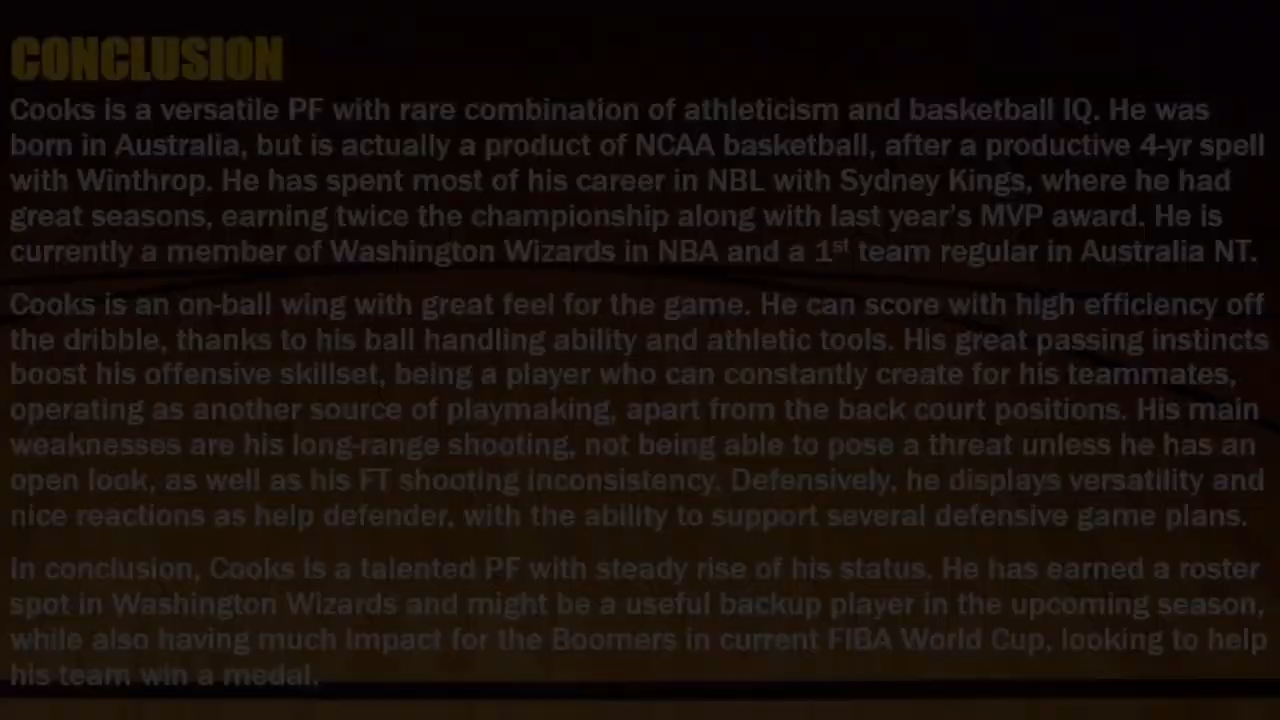 CONCLUSION
Cooks is a versatile PF with rare combination of athleticism and basketball IQ. He was
born in Australia, but is actually a product of NCAA basketball, after a productive 4-yr spell
with Winthrop. He has spent most of his career in NBL with Sydney Kings, where he had
great seasons, earning twice the championship along with last year's MVP award. He is
currently a member of Washington Wizards in NBA and a 1st team regular in Australia NT.
Cooks is an on-ball wing with great feel for the game. He can score with high efficiency off
the dribble, thanks to his ball handling ability and athletic tools. His great passing instincts
boost his offensive skillset, being a player who can constantly create for his teammates,
operating as another source of playmaking, apart from the back court positions. His main
weaknesses are his long-range shooting, not being able to pose a threat unless he has an
open look, as well as his FT shooting inconsistency. Defensively, he displays versatility and
nice reactions as help defender, with the ability to support several defensive game plans.
In conclusion, Cooks is a talented PF with steady rise of his status. He has earned a roster
spot in Washington Wizards and might be a useful backup player in the upcoming season,
while also having much impact for the Boomers in current FIBA World Cup, looking to help
his team win a medal.